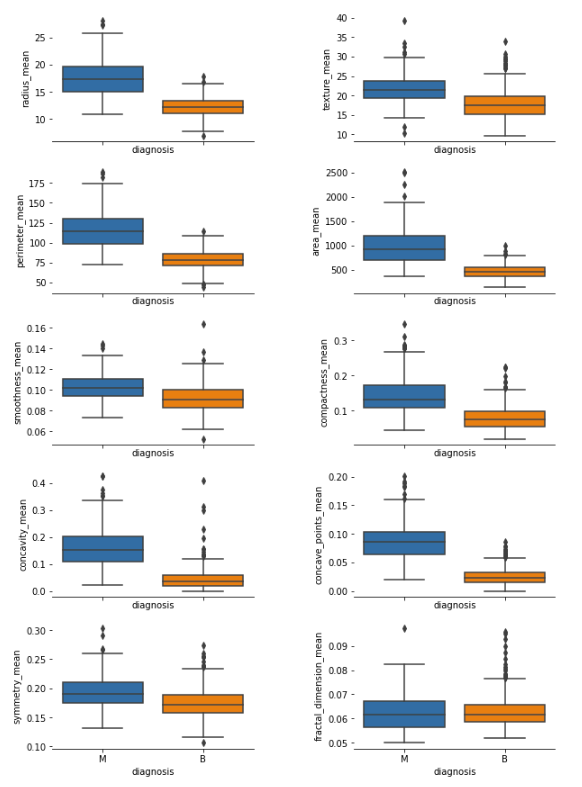 25
20
15
10
radius_mean
diagnosis
40
35
30
25
20
15
10
texture_mean
diagnosis
175
150
125
100
75
50
perimeter_mean
diagnosis
2500
2000
1500
1000
500
area_mean
diagnosis
0.16
0.14
0.12
0.10
0.08
0.06
smoothness_mean
diagnosis
0.3
0.2
0.1
compactness_mean
diagnosis
0.4
0.3
0.2
0.1
0.0
concavity_mean
diagnosis
0.20
0.15
0.10
0.05
0.00
concave_points_mean
diagnosis
0.30
0.25
0.20
0.15
0.10
symmetry_mean
M B
diagnosis
0.09
0.08
0.07
0.06
0.05
fractal_dimension_mean
M B
diagnosis